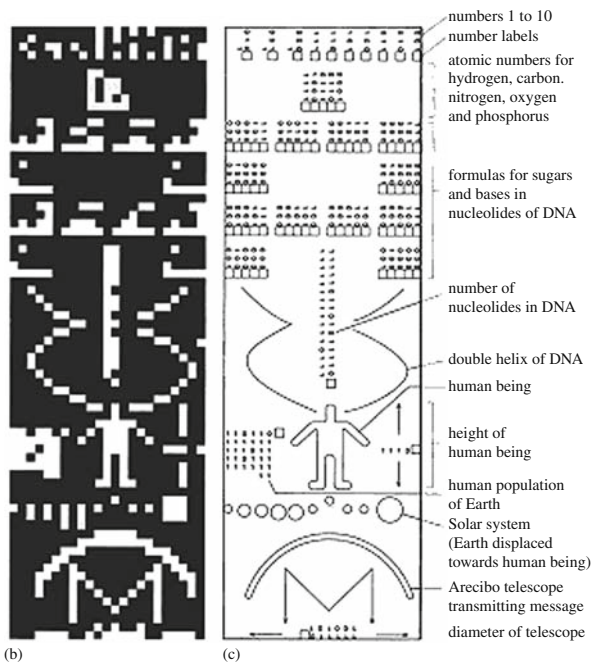 numbers 1 to 10
number labels
atomic numbers for
hydrogen, carbon.
nitrogen, oxygen
and phosphorus
formulas for sugars
and bases in
nucleolides of DNA
number of
nucleolides in DNA
double helix of DNA
human being
height of
human being
human population
of Earth
Solar system
(Earth displaced
towards human being)
Arecibo telescope
transmitting message
diameter of telescope
(b)
(c)